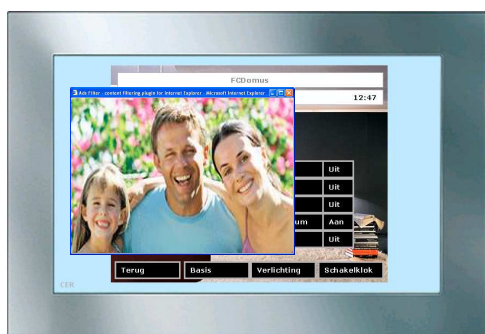 FCDomus
Ads Filter - content filtering plugin for Internet Explorer - Microsoft Internet Explorer
12:47
Uit
Uit
Uit
um Aan
Uit
Terug Basis Verlichting Schakelklok
CER